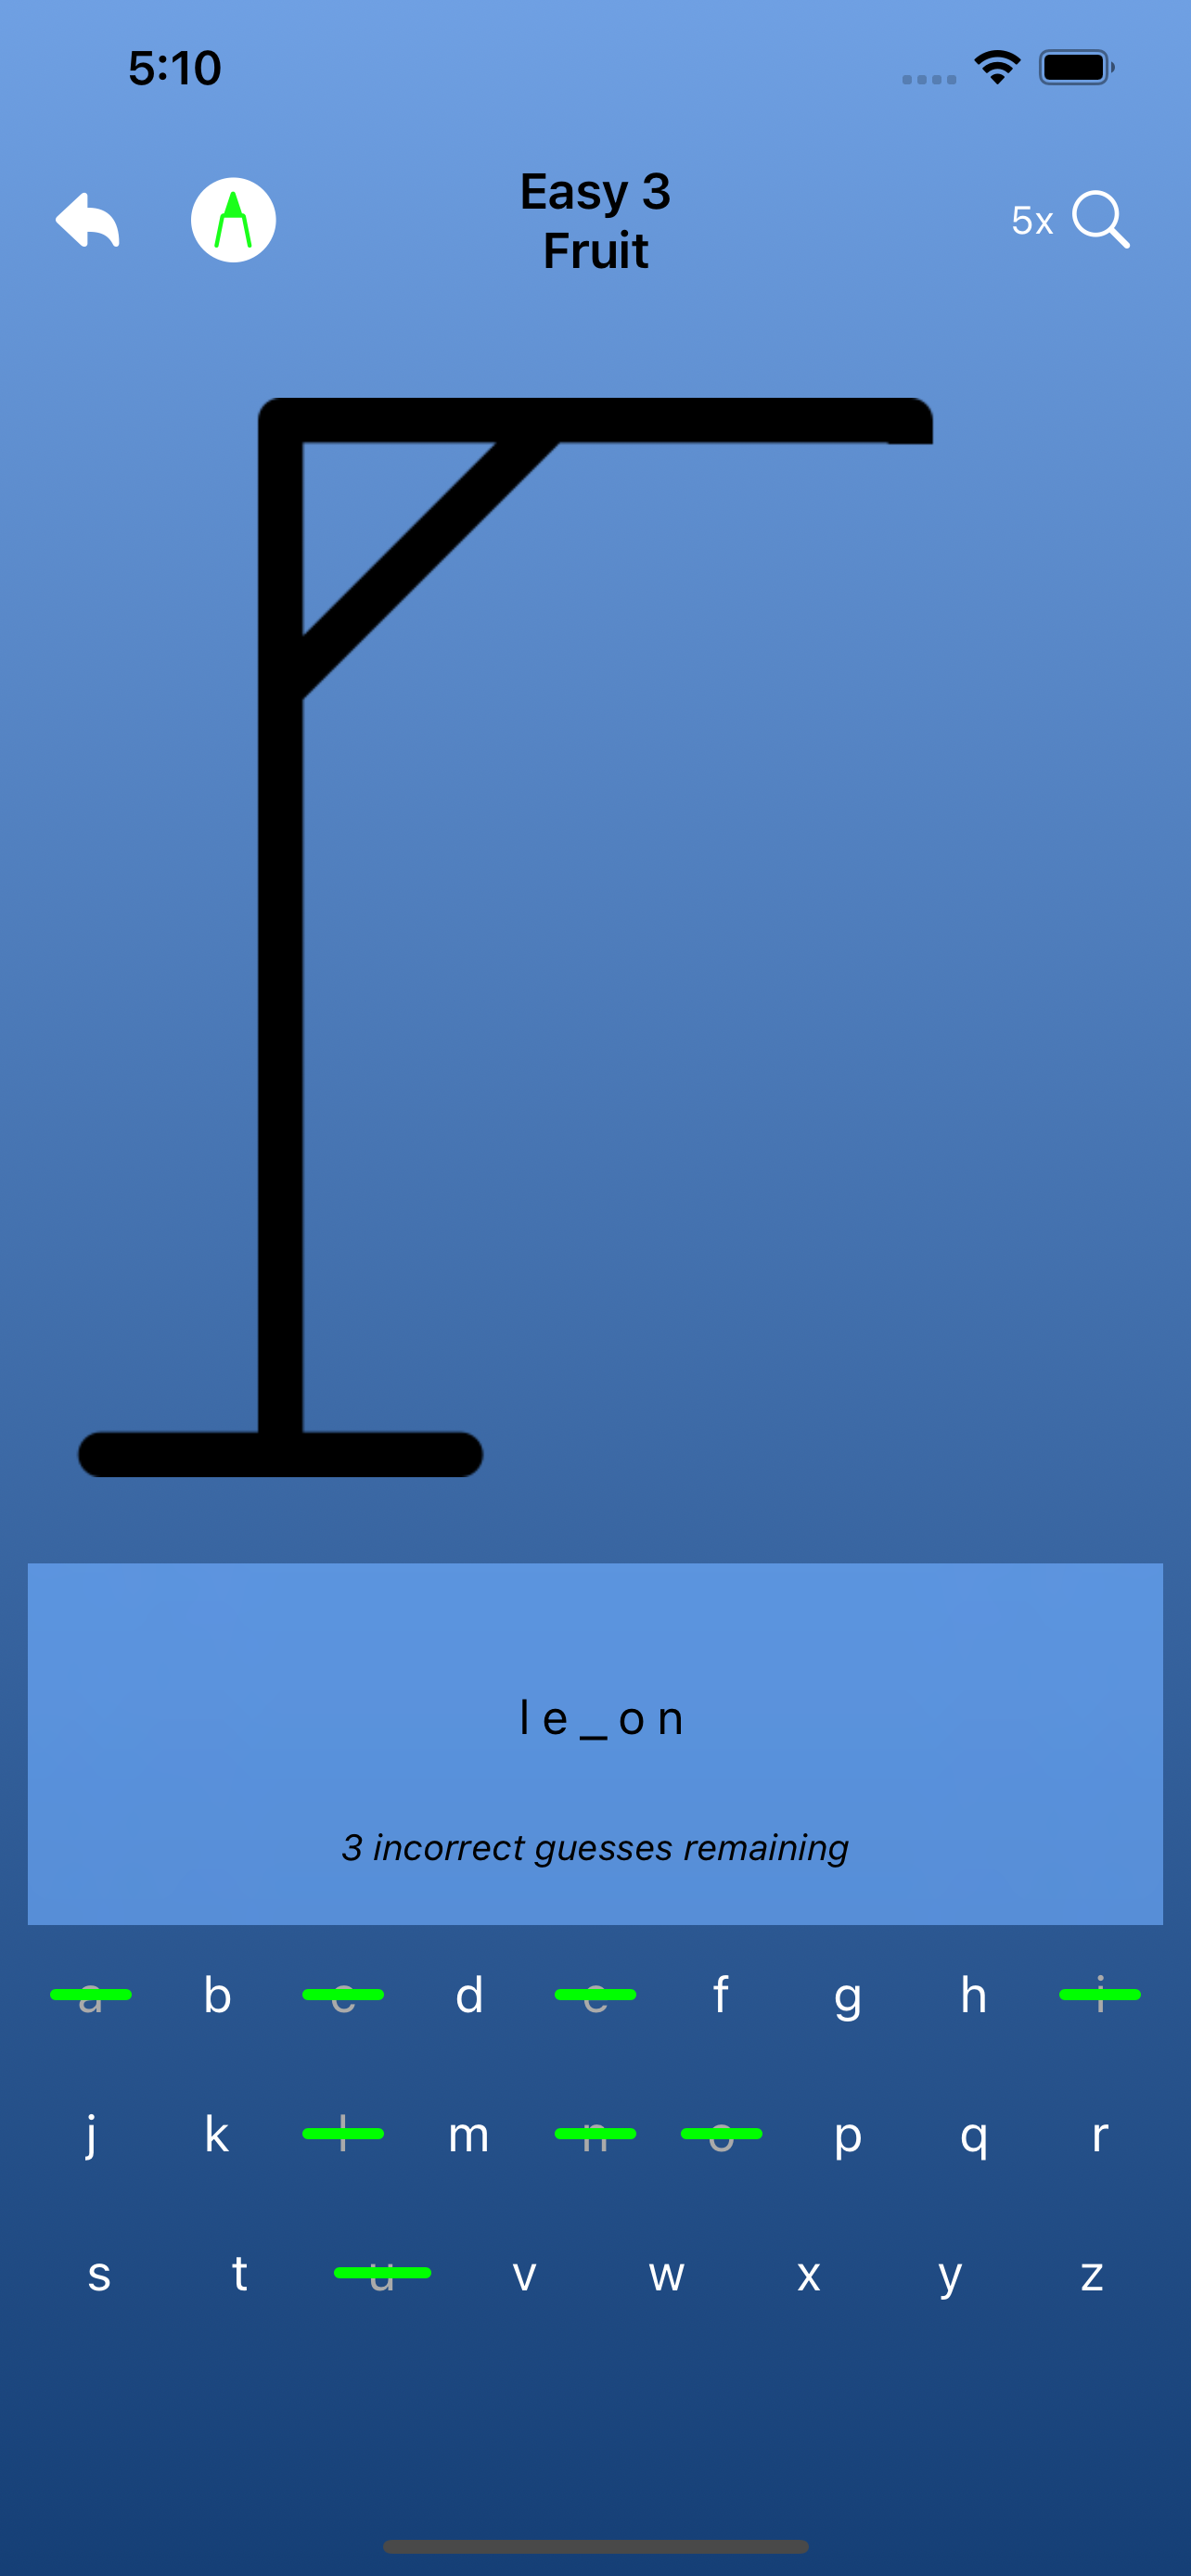 5:10
Easy 3
Fruit
5x
l e _ o n
3 incorrect guesses remaining
a b c d e f g h i
j k l m n o p q r
s t u v w x y z